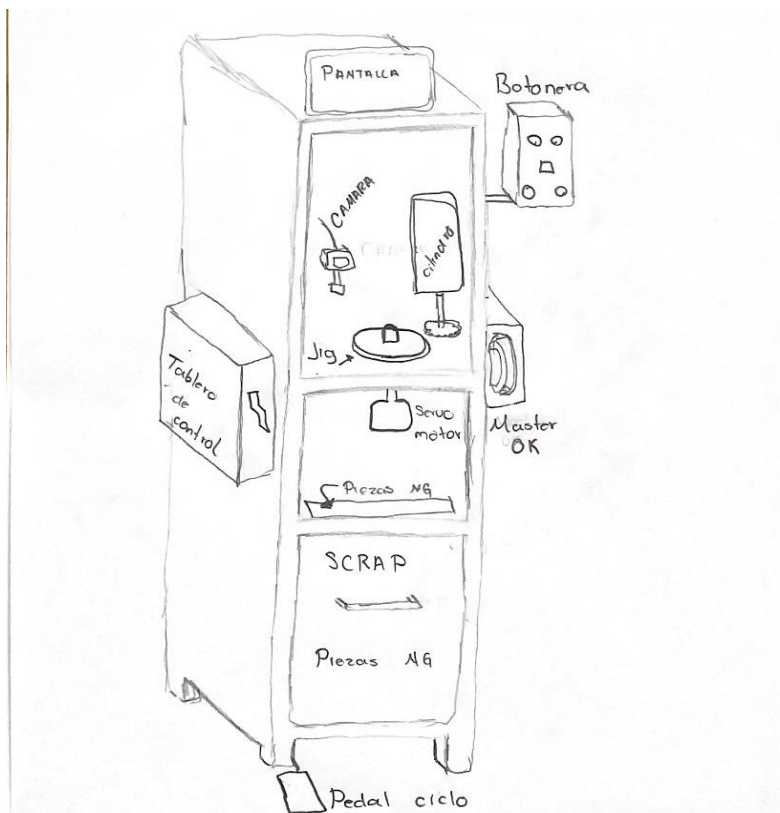 PANTALLA
Botonera
CAMARA
cilindro
Jig
Tablero
de
control
Servo
motor
Master
OK
Piezas NG
SCRAP
Piezas NG
Pedal ciclo